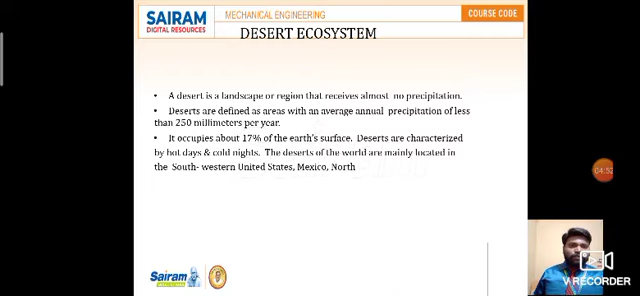 SAIRAM
DIGITAL RESOURCES
MECHANICAL ENGINEERING
COURSE CODE
DESERT ECOSYSTEM
• A desert is a landscape or region that receives almost no precipitation.
• Deserts are defined as areas with an average annual precipitation of less
than 250 millimeters per year.
• It occupies about 17% of the earth's surface. Deserts are characterized
by hot days & cold nights. The deserts of the world are mainly located in
the South- western United States, Mexico, North
04:52
V RECORDER
Sairam